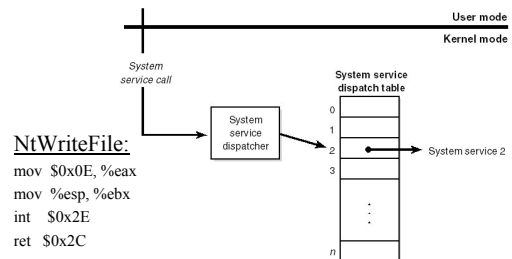 User mode
Kernel mode
System
service call
System service
dispatch table
System
service
dispatcher
0
1
2
3
n
System service 2
NtWriteFile:
mov $0x0E, %eax
mov %esp, %ebx
int $0x2E
ret $0x2C